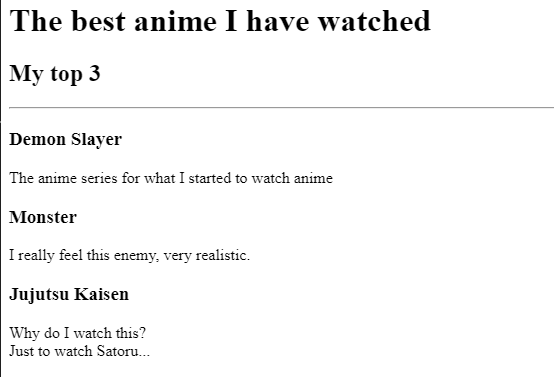 The best anime I have watched
My top 3
Demon Slayer
The anime series for what I started to watch anime
Monster
I really feel this enemy, very realistic.
Jujutsu Kaisen
Why do I watch this?
Just to watch Satoru...